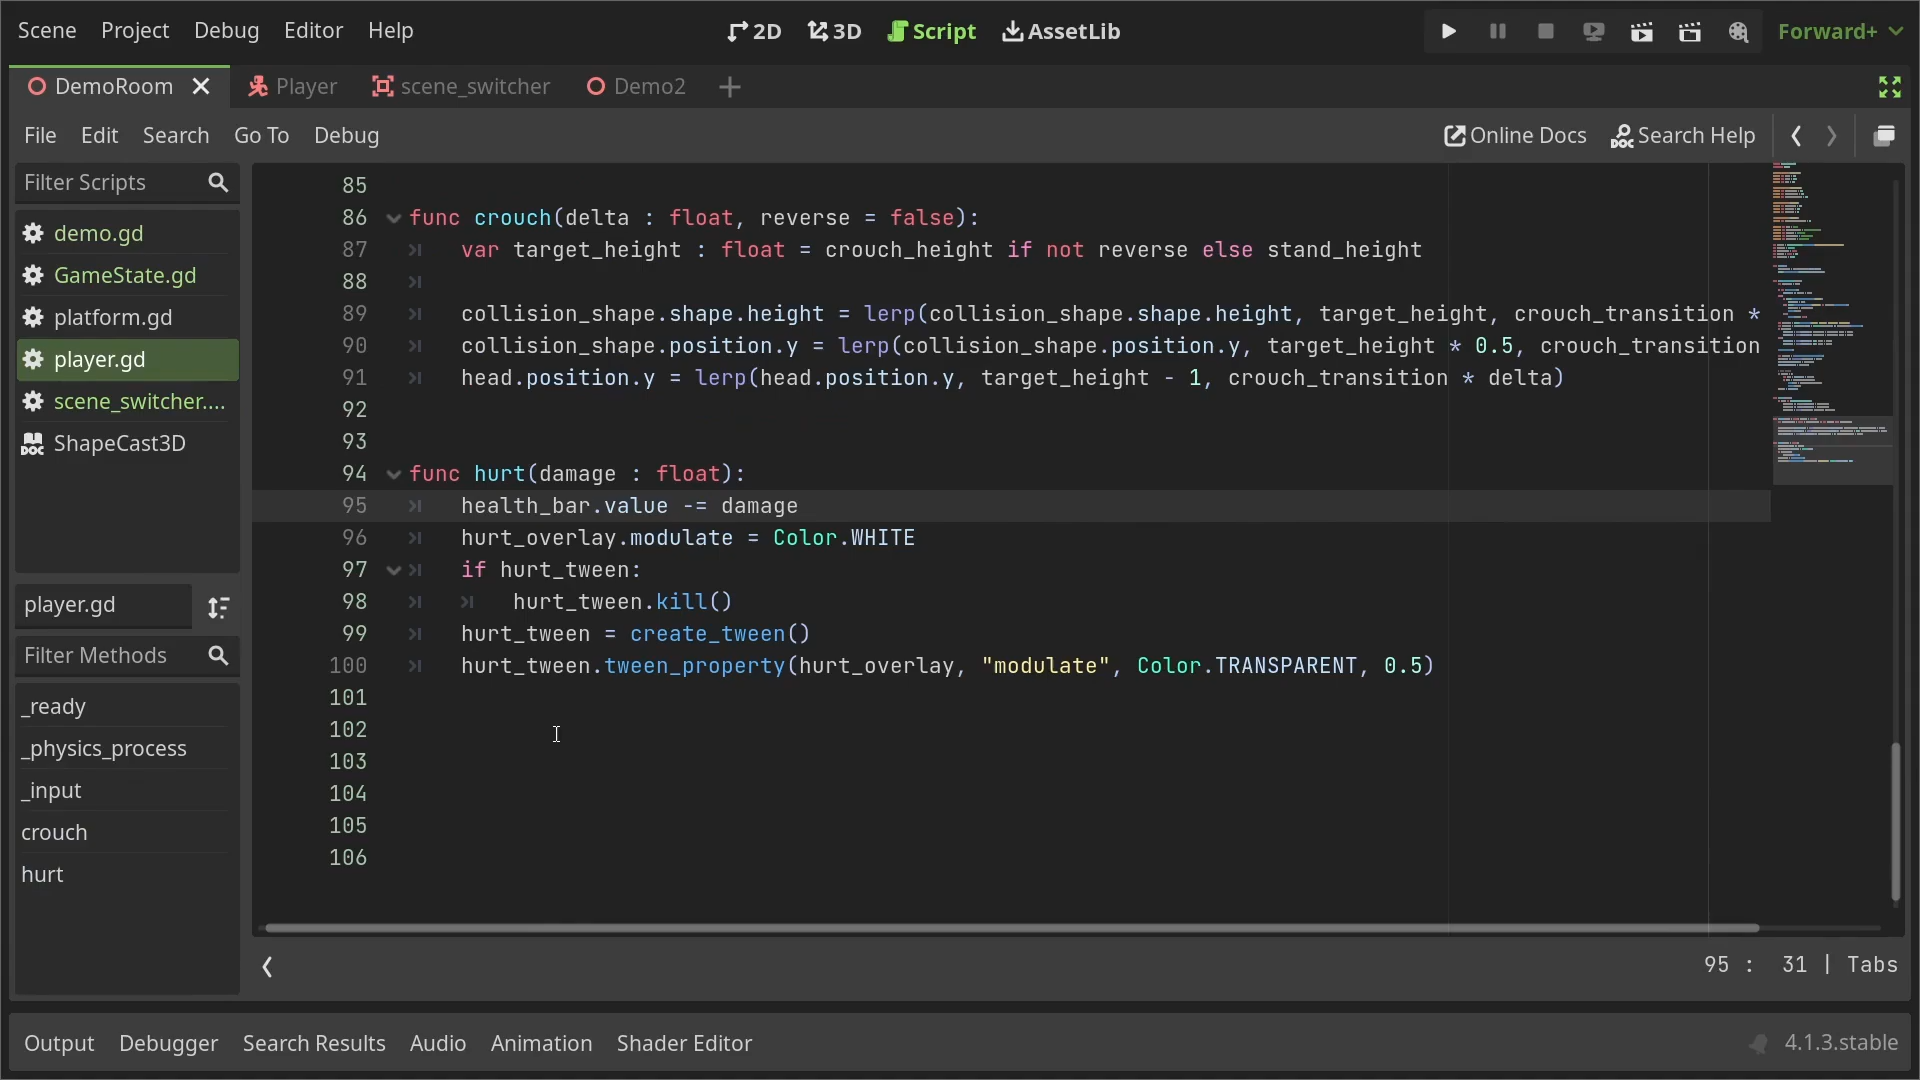 Scene Project Debug Editor Help 2D 3D Script AssetLib Forward+
DemoRoom Player scene_switcher Demo2
File Edit Search Go To Debug Online Docs Search Help
Filter Scripts
demo.gd
GameState.gd
platform.gd
player.gd
scene_switcher....
ShapeCast3D
player.gd
Filter Methods
_ready
_physics_process
_input
crouch
hurt
85
86 func crouch(delta : float, reverse = false):
87 var target_height : float = crouch_height if not reverse else stand_height
88
89 collision_shape.shape.height = lerp(collision_shape.shape.height, target_height, crouch_transition *
90 collision_shape.position.y = lerp(collision_shape.position.y, target_height * 0.5, crouch_transition
91 head.position.y = lerp(head.position.y, target_height - 1, crouch_transition * delta)
92
93
94 func hurt(damage : float):
95 health_bar.value -= damage
96 hurt_overlay.modulate = Color.WHITE
97 if hurt_tween:
98 hurt_tween.kill()
99 hurt_tween = create_tween()
100 hurt_tween.tween_property(hurt_overlay, "modulate", Color.TRANSPARENT, 0.5)
101
102
103
104
105
106
95 : 31 | Tabs
Output Debugger Search Results Audio Animation Shader Editor 4.1.3.stable